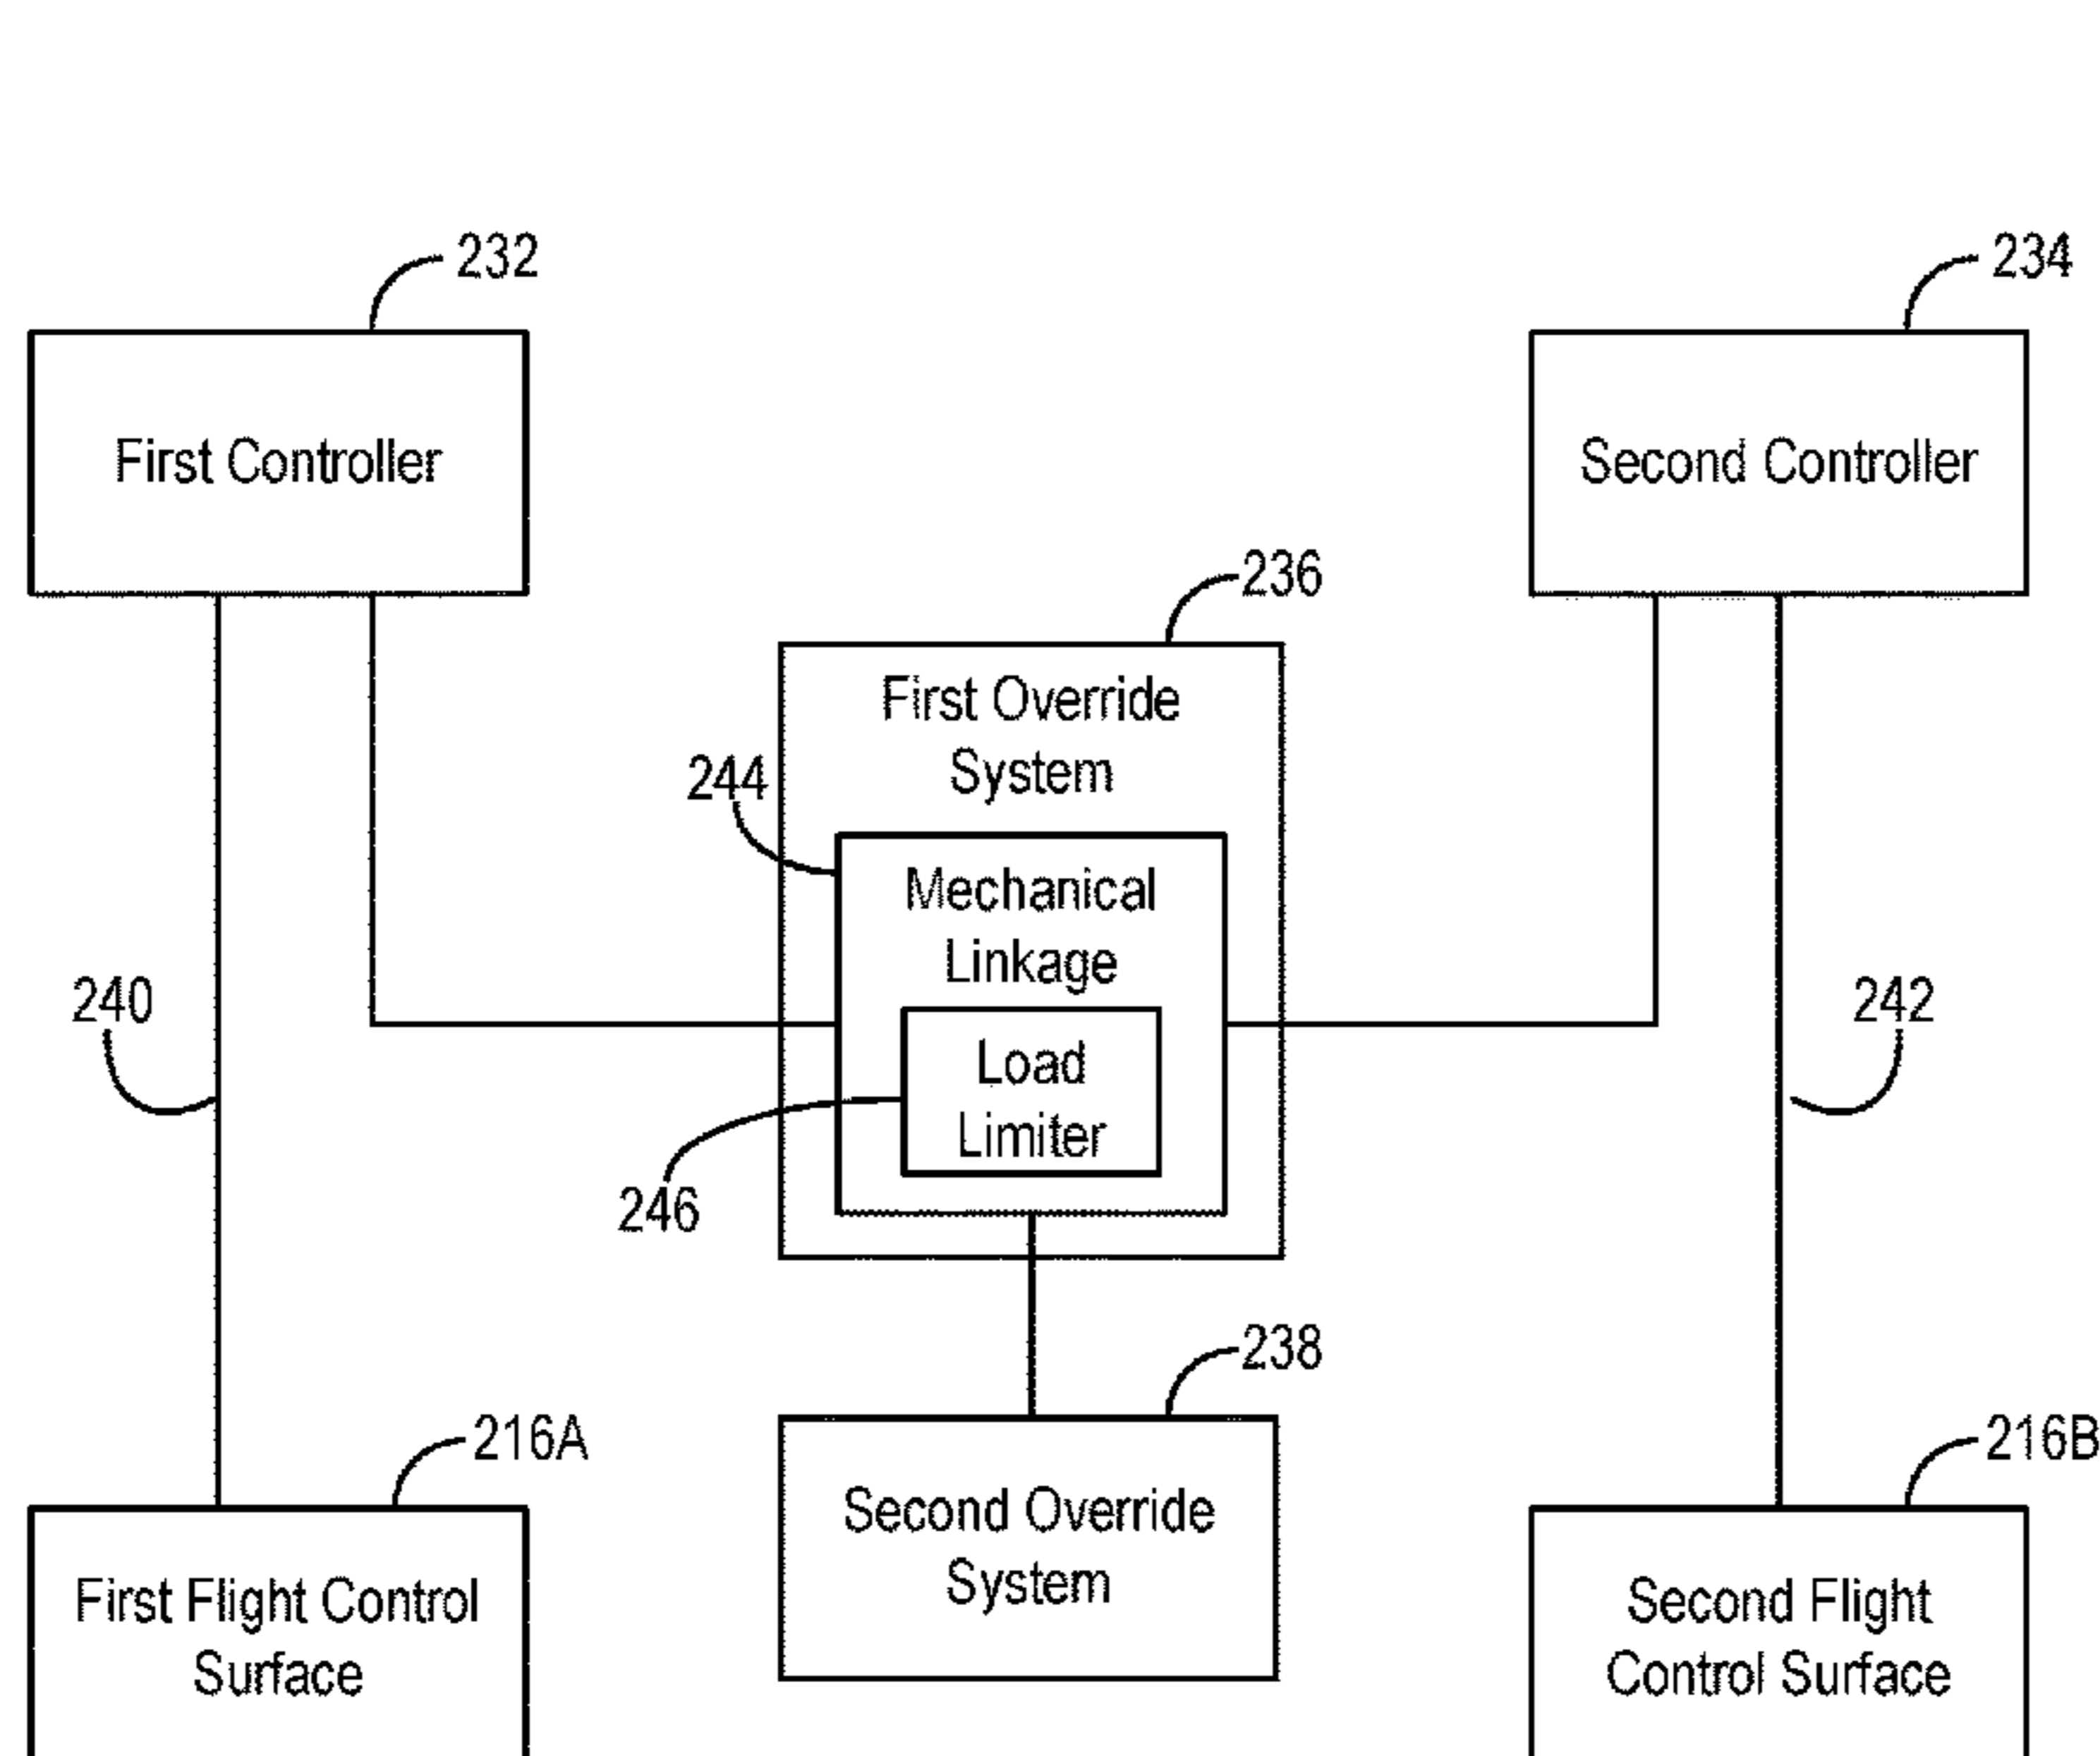 232
234
First Controller
Second Controller
236
First Override
System
244
Mechanical
Linkage
240
242
Load
Limiter
246
238
216A
216B
Second Override
System
First Flight Control
Surface
Second Flight
Control Surface